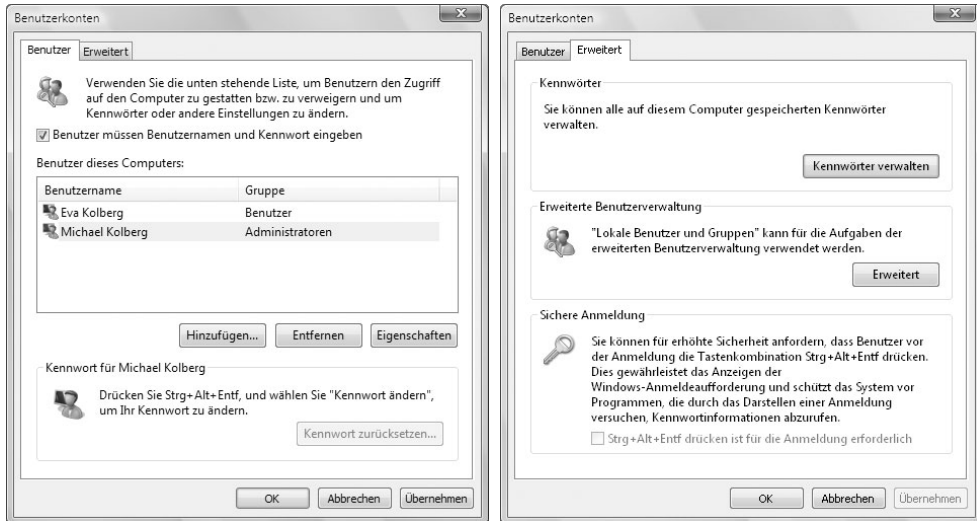 Benutzerkonten
Benutzer Erweitert
Verwenden Sie die unten stehende Liste, um Benutzern den Zugriff
auf den Computer zu gestatten bzw. zu verweigern und um
Kennwörter oder andere Einstellungen zu ändern.
Benutzer müssen Benutzernamen und Kennwort eingeben
Benutzer dieses Computers:
Benutzername Gruppe
Eva Kolberg Benutzer
Michael Kolberg Administratoren
Hinzufügen... Entfernen Eigenschaften
Kennwort für Michael Kolberg
Drücken Sie Strg+Alt+Entf, und wählen Sie "Kennwort ändern",
um Ihr Kennwort zu ändern.
Kennwort zurücksetzen...
OK Abbrechen Übernehmen
Benutzerkonten
Benutzer Erweitert
Kennwörter
Sie können alle auf diesem Computer gespeicherten Kennwörter
verwalten.
Kennwörter verwalten
Erweiterte Benutzerverwaltung
"Lokale Benutzer und Gruppen" kann für die Aufgaben der
erweiterten Benutzerverwaltung verwendet werden.
Erweitert
Sichere Anmeldung
Sie können für erhöhte Sicherheit anfordern, dass Benutzer vor
der Anmeldung die Tastenkombination Strg+Alt+Entf drücken.
Dies gewährleistet das Anzeigen der
Windows-Anmeldeaufforderung und schützt das System vor
Programmen, die durch das Darstellen einer Anmeldung
versuchen, Kennwortinformationen abzurufen.
Strg+Alt+Entf drücken ist für die Anmeldung erforderlich
OK Abbrechen Übernehmen